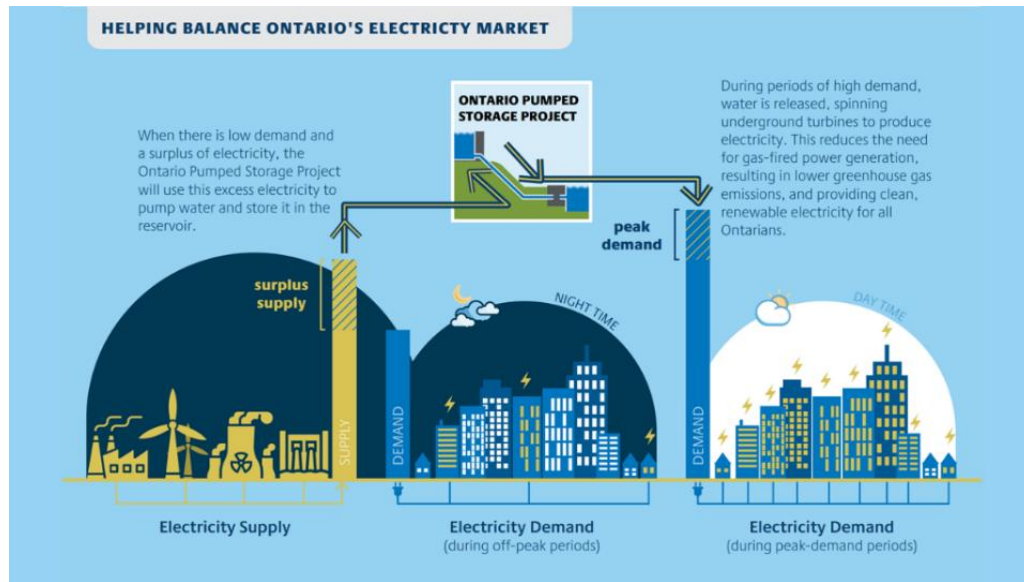 HELPING BALANCE ONTARIO'S ELECTRICTY MARKET
When there is low demand and
a surplus of electricity, the
Ontario Pumped Storage Project
will use this excess electricity to
pump water and store it in the
reservoir.
ONTARIO PUMPED
STORAGE PROJECT
During periods of high demand,
water is released, spinning
underground turbines to produce
electricity. This reduces the need
for gas-fired power generation,
resulting in lower greenhouse gas
emissions, and providing clean,
renewable electricity for all
Ontarians.
surplus
supply
peak
demand
NIGHT TIME
DAY TIME
SUPPLY
DEMAND
DEMAND
Electricity Supply
Electricity Demand
(during off-peak periods)
Electricity Demand
(during peak-demand periods)